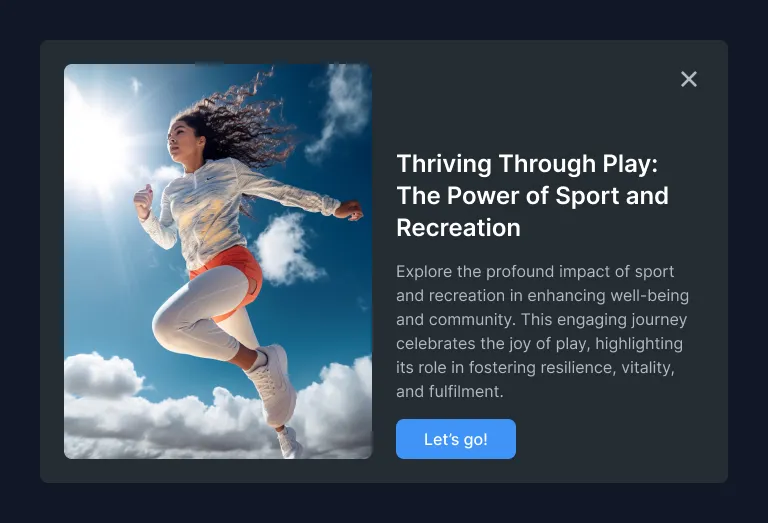 Thriving Through Play:
The Power of Sport and
Recreation
Explore the profound impact of sport
and recreation in enhancing well-being
and community. This engaging journey
celebrates the joy of play, highlighting
its role in fostering resilience, vitality,
and fulfilment.
Let’s go!